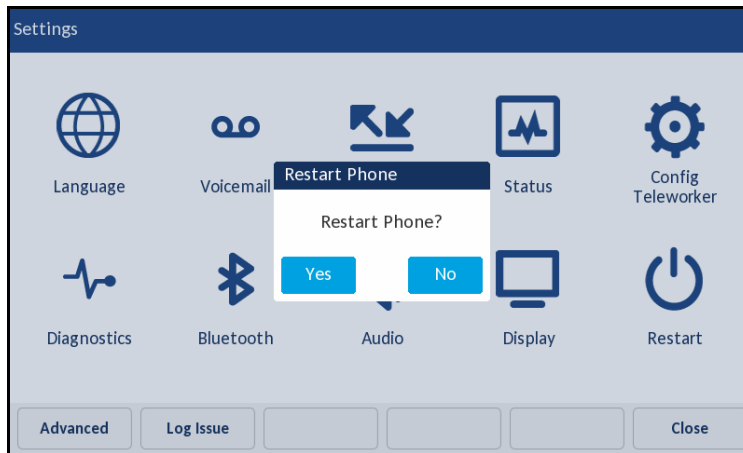 Settings
Language
Voicemail
Status
Config
Teleworker
Restart Phone
Restart Phone?
Yes
No
Diagnostics
Bluetooth
Audio
Display
Restart
Advanced
Log Issue
Close